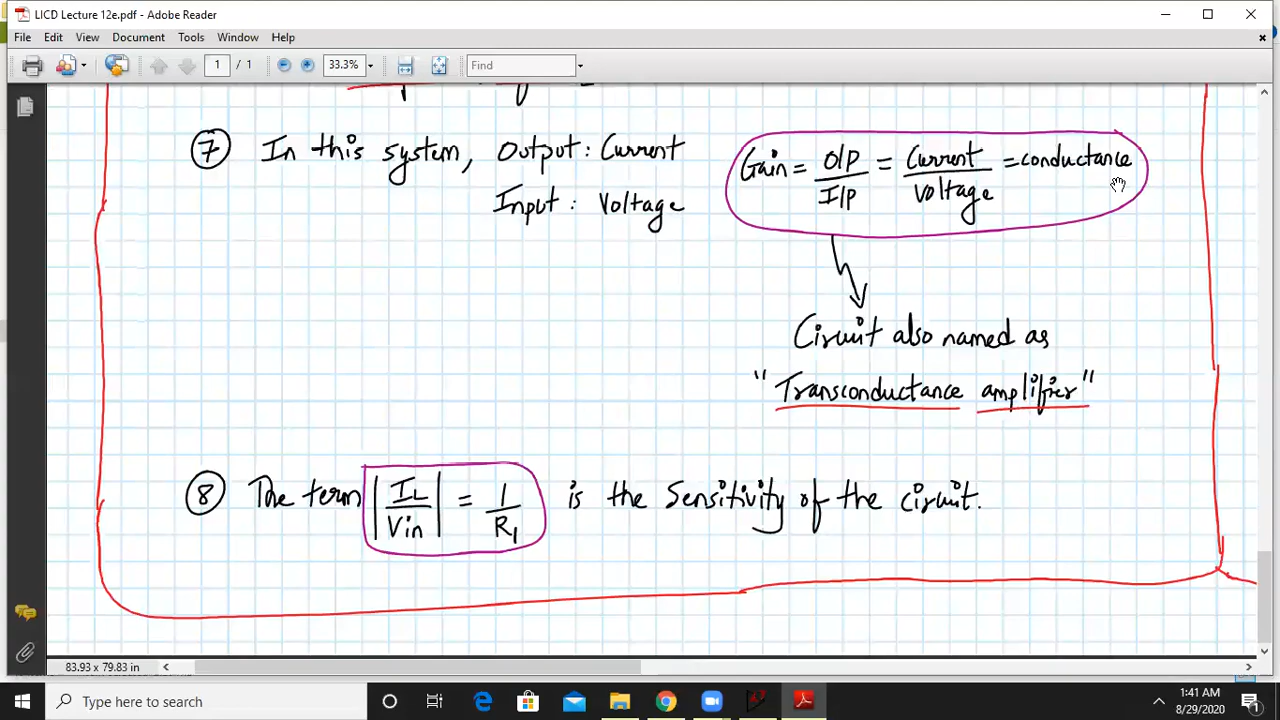 LICD Lecture 12e.pdf - Adobe Reader
File Edit View Document Tools Window Help
1 / 1 33.3% Find
7 In this system, Output: Current
Input: Voltage
Gain = O/P / I/P = Current / Voltage = conductance
Circuit also named as
"Transconductance amplifier"
8 The term |IL / Vin| = 1 / R1 is the Sensitivity of the circuit.
83.93 x 79.83 in
Type here to search
1:41 AM
8/29/2020
1